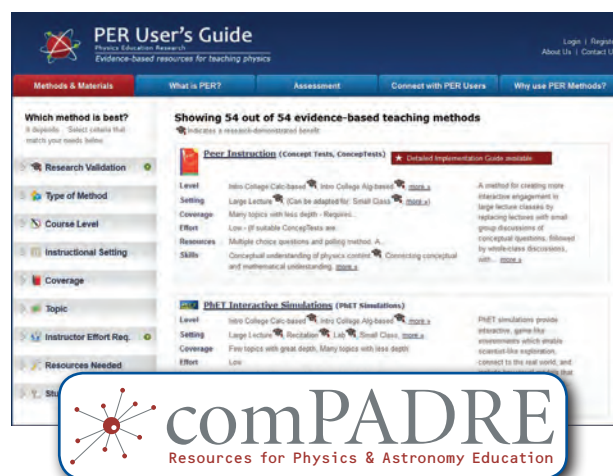 PER User's Guide
Physics Education Research
Evidence-based resources for teaching physics
Login | Registe
About Us | Contact U
Methods & Materials What is PER? Assessment Connect with PER Users Why use PER Methods?
Which method is best?
It depends. Select criteria that
match your needs below.
Research Validation
Type of Method
Course Level
Instructional Setting
Coverage
Topic
Instructor Effort Req.
Resources Needed
Stu
Showing 54 out of 54 evidence-based teaching methods
indicates a research-demonstrated benefit
Peer Instruction (Concept Tests, ConcepTests) ★ Detailed Implementation Guide available
Level Intro College Calc-based, Intro College Alg-based, more »
Setting Large Lecture (Can be adapted for: Small Class, more »)
Coverage Many topics with less depth - Requires...
Effort Low - (if suitable ConcepTests are...
Resources Multiple choice questions and polling method. A...
Skills Conceptual understanding of physics content, Connecting conceptual
and mathematical understanding, more »
A method for creating more
interactive engagement in
large lecture classes by
replacing lectures with small
group discussions of
conceptual questions, followed
by whole-class discussions,
with... more »
PhET Interactive Simulations (PhET Simulations)
Level Intro College Calc-based, Intro College Alg-based, more »
Setting Large Lecture, Recitation, Lab, Small Class, more »
Coverage Few topics with great depth, Many topics with less depth
Effort Low
PhET simulations provide
interactive, game-like
assessments which enable
scientist-like exploration,
connect to the real world, and
that
comPADRE
Resources for Physics & Astronomy Education